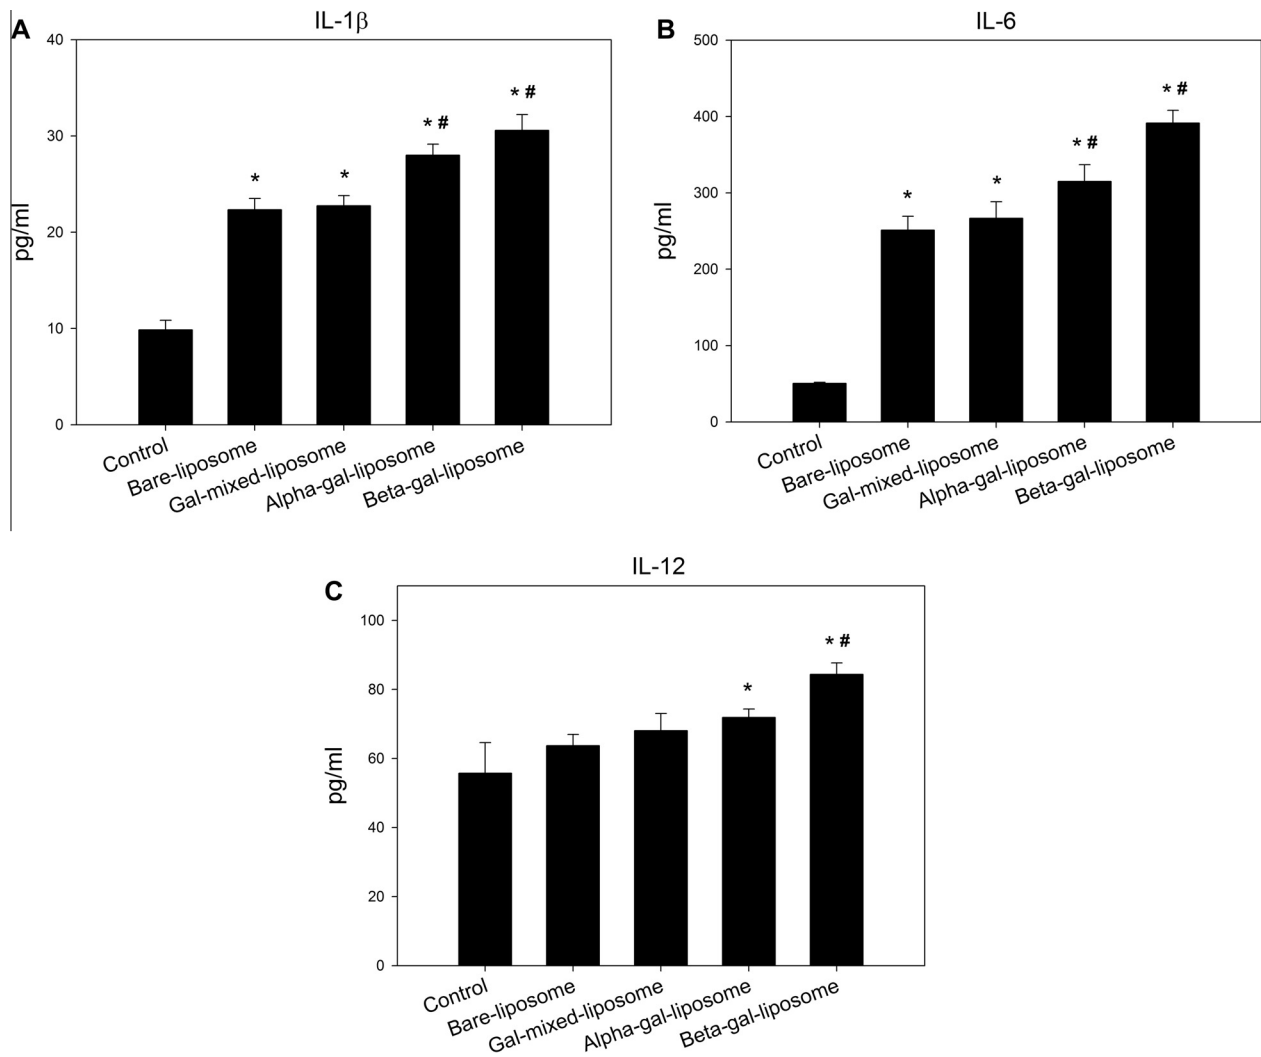 A
IL-1β
40
30
20
10
0
pg/ml
*
*
* #
* #
Control
Bare-liposome
Gal-mixed-liposome
Alpha-gal-liposome
Beta-gal-liposome
B
IL-6
500
400
300
200
100
0
pg/ml
*
*
* #
* #
Control
Bare-liposome
Gal-mixed-liposome
Alpha-gal-liposome
Beta-gal-liposome
C
IL-12
100
80
60
40
20
0
pg/ml
*
* #
Control
Bare-liposome
Gal-mixed-liposome
Alpha-gal-liposome
Beta-gal-liposome